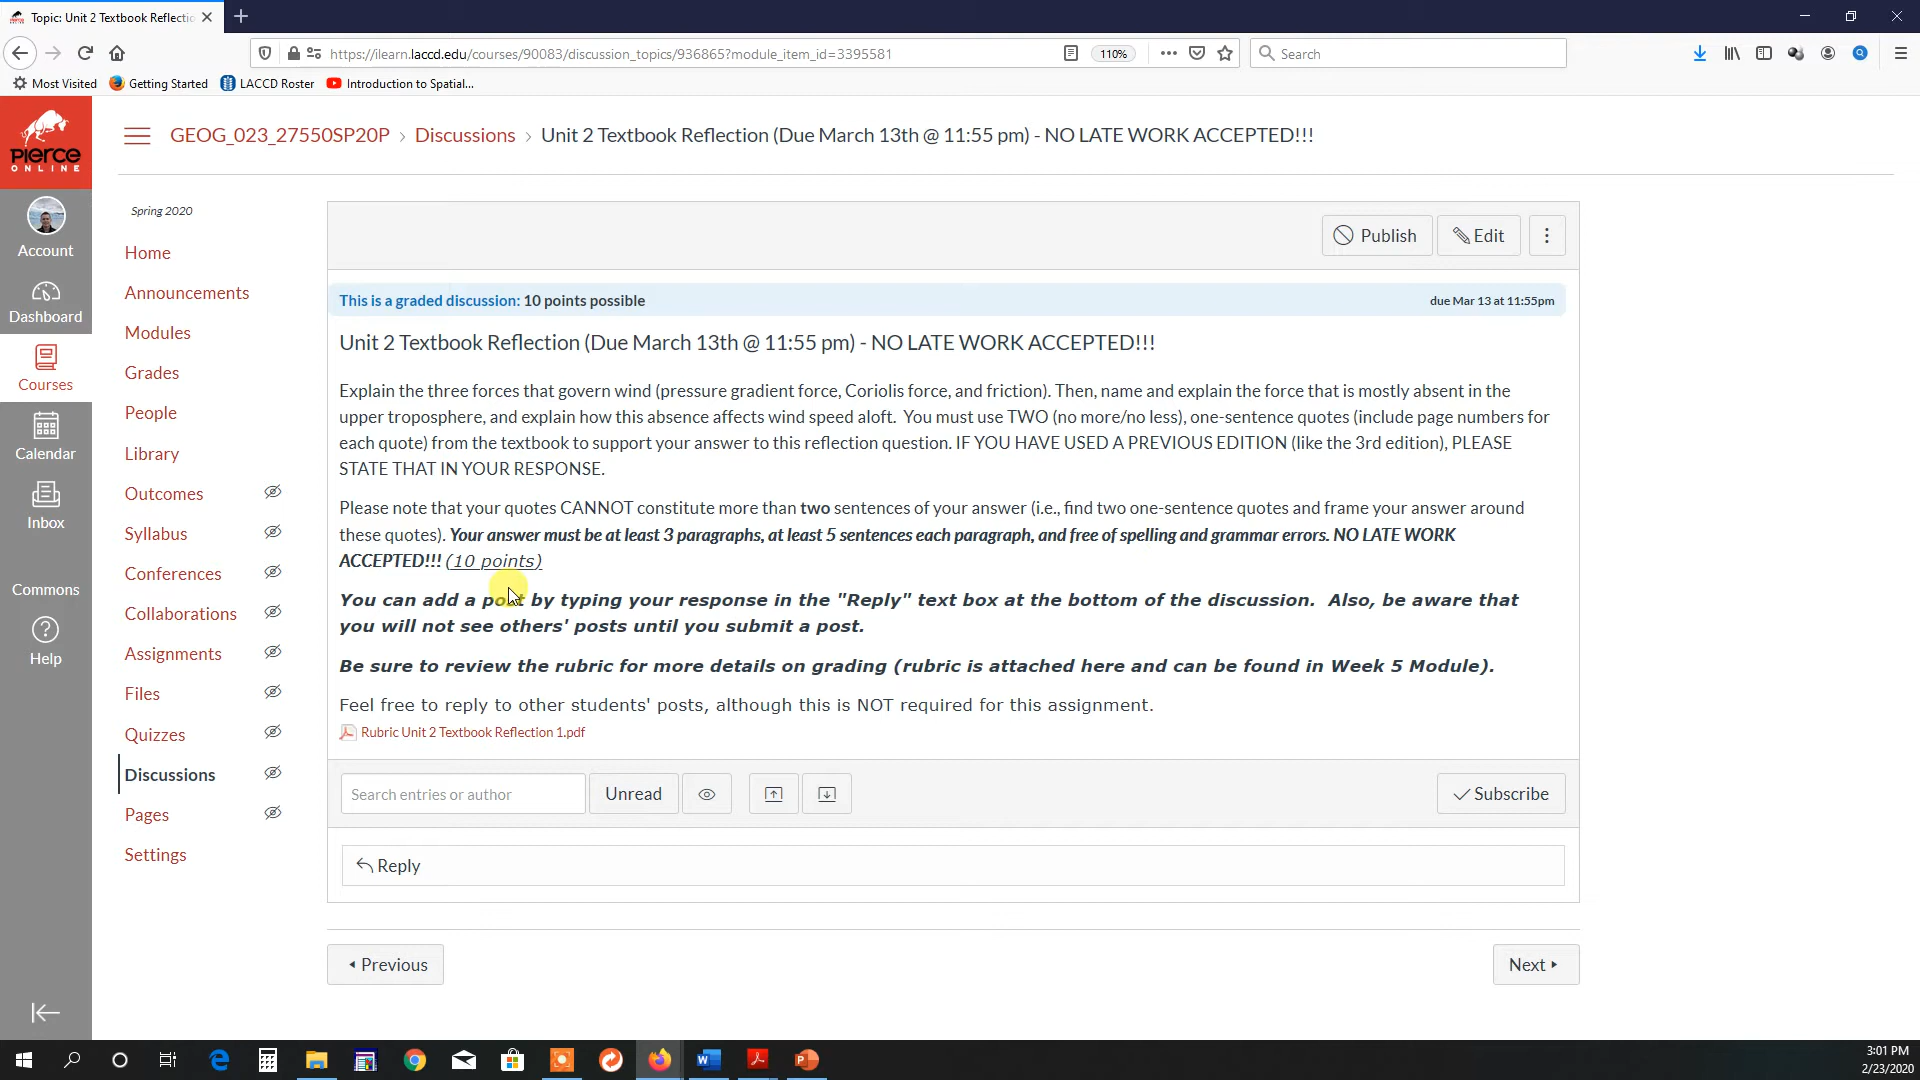 Topic: Unit 2 Textbook Reflectio
https://ilearn.laccd.edu/courses/90083/discussion_topics/936865?module_item_id=3395581
110%
Search
Most Visited
Getting Started
LACCD Roster
Introduction to Spatial...
PIERCE
ONLINE
GEOG_023_27550SP20P › Discussions › Unit 2 Textbook Reflection (Due March 13th @ 11:55 pm) - NO LATE WORK ACCEPTED!!!
Account
Dashboard
Courses
Calendar
Inbox
Commons
Help
Spring 2020
Home
Announcements
Modules
Grades
People
Library
Outcomes
Syllabus
Conferences
Collaborations
Assignments
Files
Quizzes
Discussions
Pages
Settings
Publish
Edit
This is a graded discussion: 10 points possible
due Mar 13 at 11:55pm
Unit 2 Textbook Reflection (Due March 13th @ 11:55 pm) - NO LATE WORK ACCEPTED!!!
Explain the three forces that govern wind (pressure gradient force, Coriolis force, and friction). Then, name and explain the force that is mostly absent in the
upper troposphere, and explain how this absence affects wind speed aloft. You must use TWO (no more/no less), one-sentence quotes (include page numbers for
each quote) from the textbook to support your answer to this reflection question. IF YOU HAVE USED A PREVIOUS EDITION (like the 3rd edition), PLEASE
STATE THAT IN YOUR RESPONSE.
Please note that your quotes CANNOT constitute more than two sentences of your answer (i.e., find two one-sentence quotes and frame your answer around
these quotes). Your answer must be at least 3 paragraphs, at least 5 sentences each paragraph, and free of spelling and grammar errors. NO LATE WORK
ACCEPTED!!! (10 points)
You can add a post by typing your response in the "Reply" text box at the bottom of the discussion. Also, be aware that
you will not see others' posts until you submit a post.
Be sure to review the rubric for more details on grading (rubric is attached here and can be found in Week 5 Module).
Feel free to reply to other students' posts, although this is NOT required for this assignment.
Rubric Unit 2 Textbook Reflection 1.pdf
Search entries or author
Unread
Subscribe
Reply
Previous
Next
3:01 PM
2/23/2020